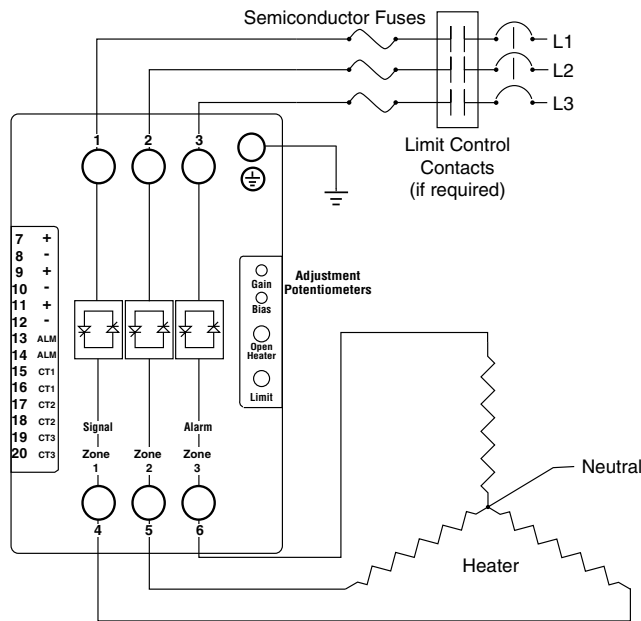 Semiconductor Fuses
L1
L2
L3
Limit Control
Contacts
(if required)
1
2
3
7 +
8 -
9 +
10 -
11 +
12 -
13 ALM
14 ALM
15 CT1
16 CT1
17 CT2
18 CT2
19 CT3
20 CT3
Gain
Bias
Open
Heater
Limit
Adjustment
Potentiometers
Signal
Alarm
Zone
1
Zone
2
Zone
3
4
5
6
Neutral
Heater